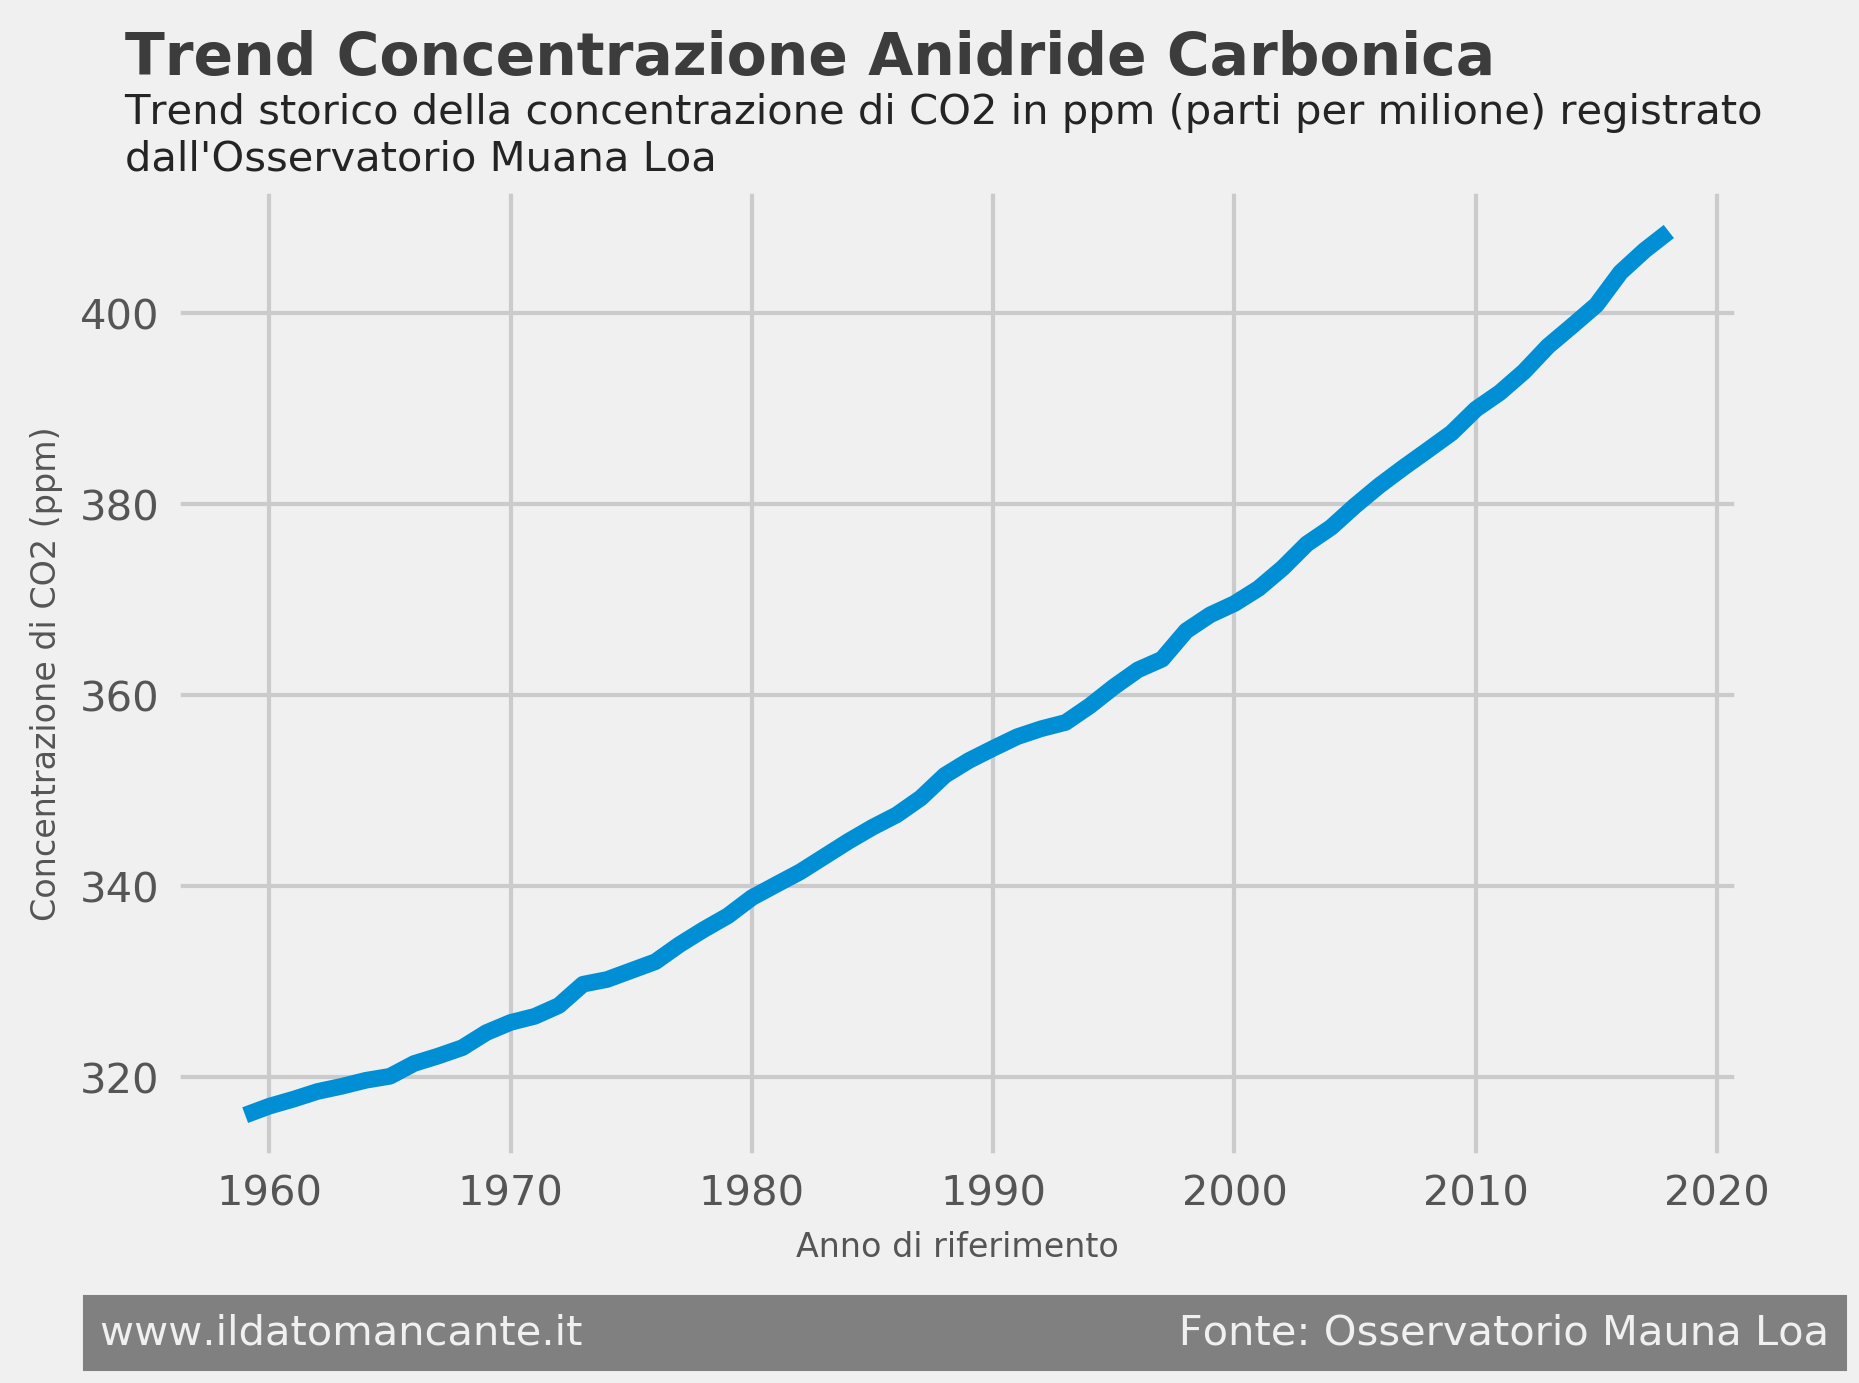 Trend Concentrazione Anidride Carbonica
Trend storico della concentrazione di CO2 in ppm (parti per milione) registrato
dall'Osservatorio Muana Loa
Concentrazione di CO2 (ppm)
400
380
360
340
320
1960 1970 1980 1990 2000 2010 2020
Anno di riferimento
www.ildatomancante.it Fonte: Osservatorio Mauna Loa